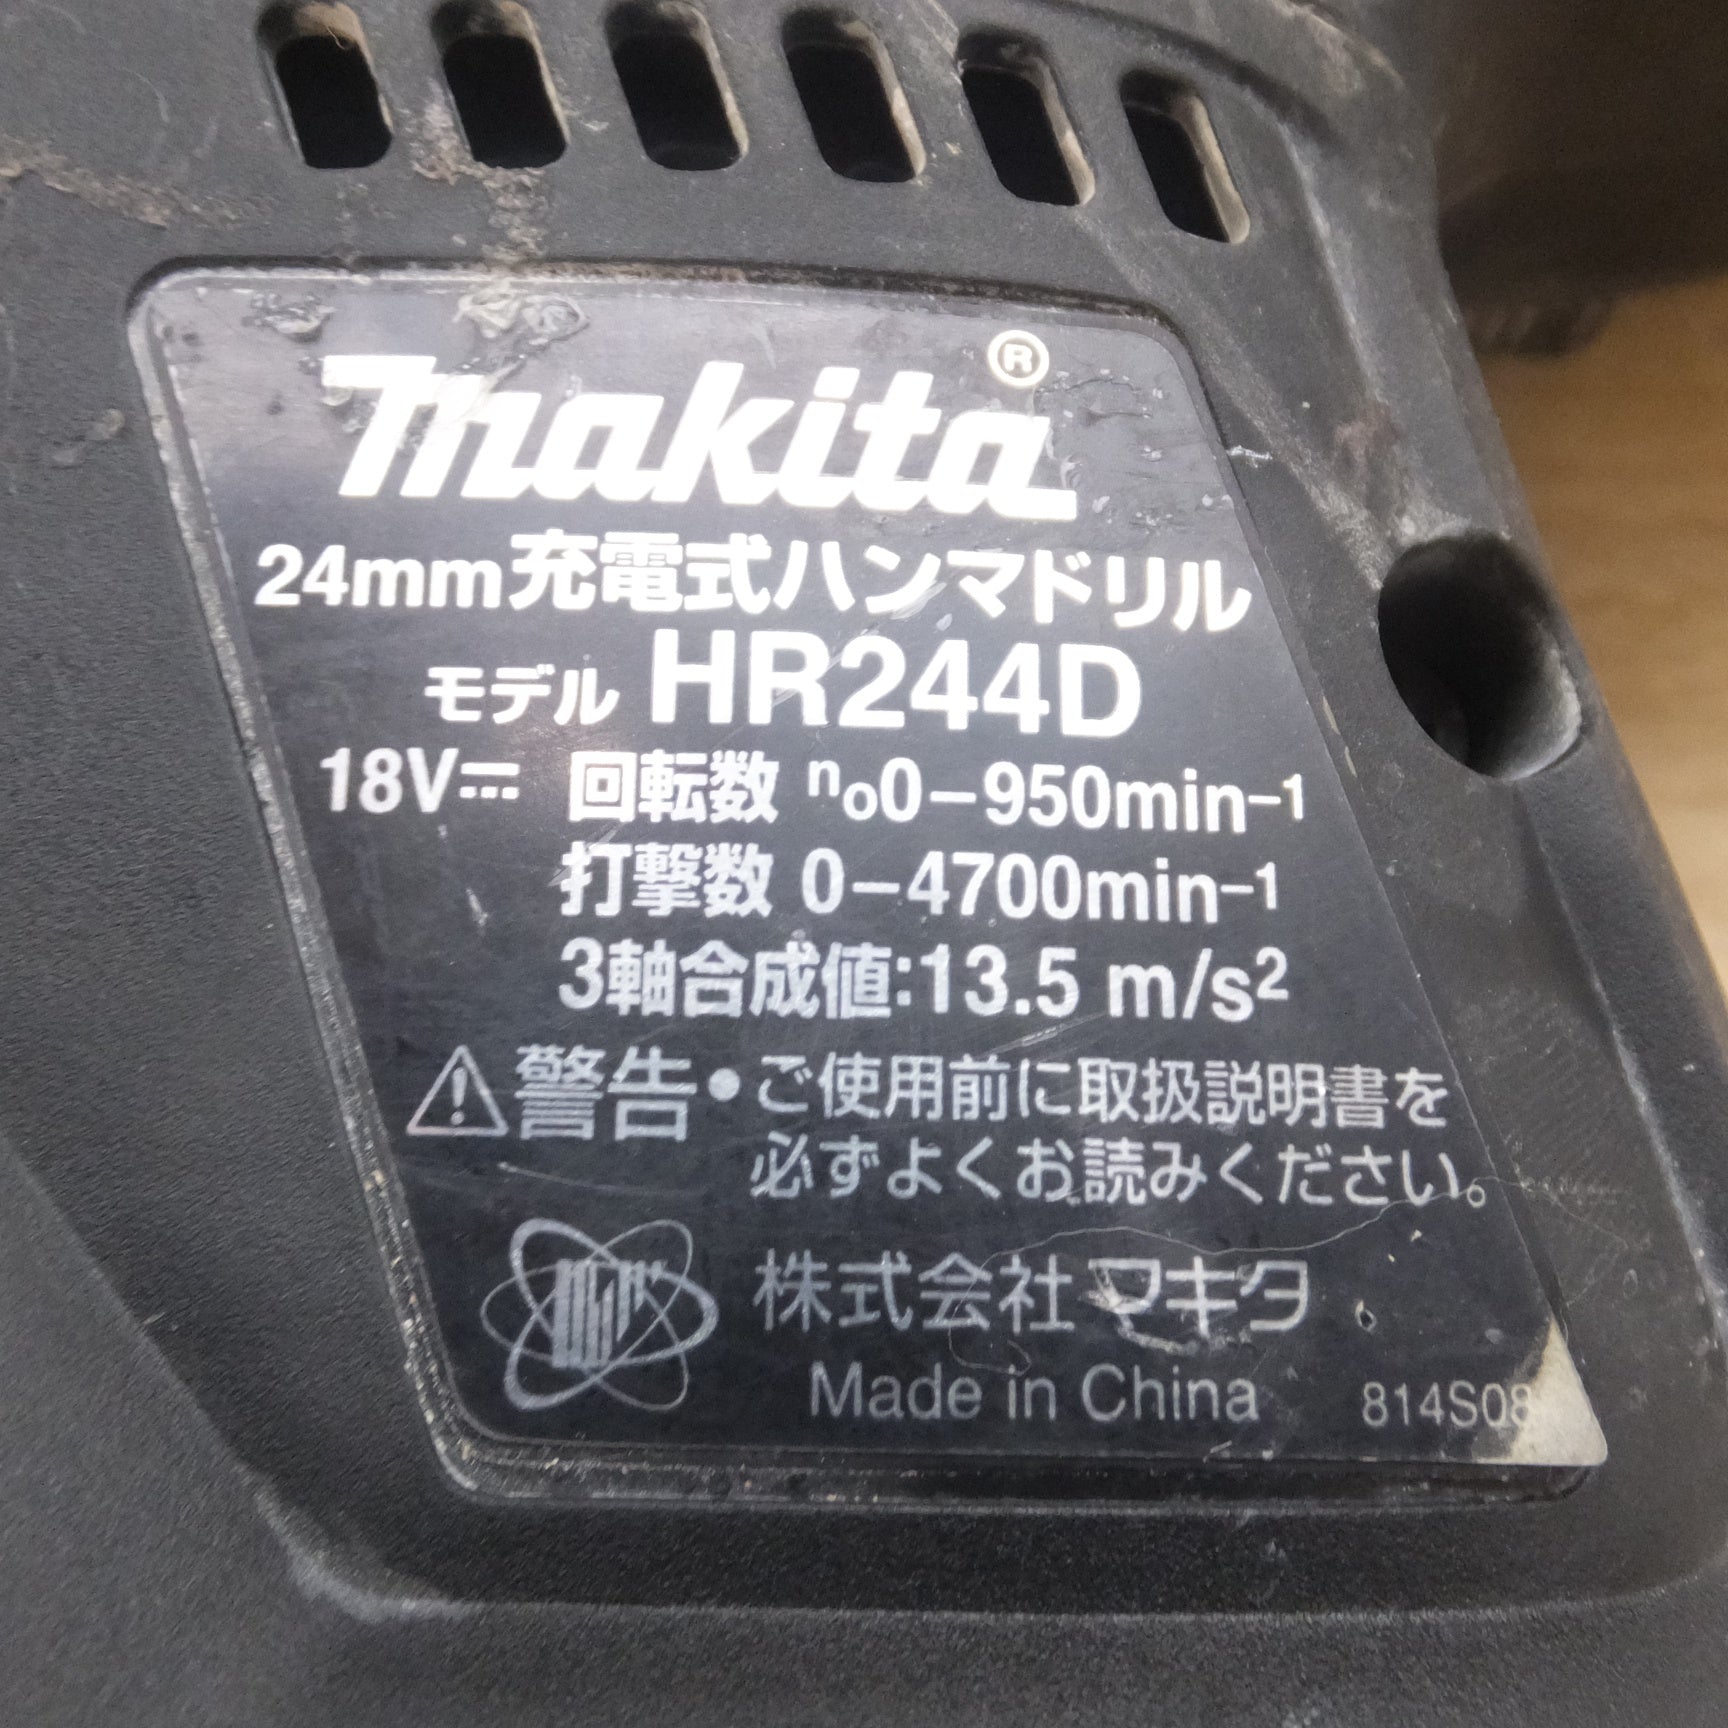 makita®
24mm充電式ハンマドリル
モデル HR244D
18V⎓ 回転数 n₀0-950min⁻¹
打撃数 0-4700min⁻¹
3軸合成値:13.5 m/s²
⚠警告•ご使用前に取扱説明書を
必ずよくお読みください。
株式会社マキタ
Made in China 814S08